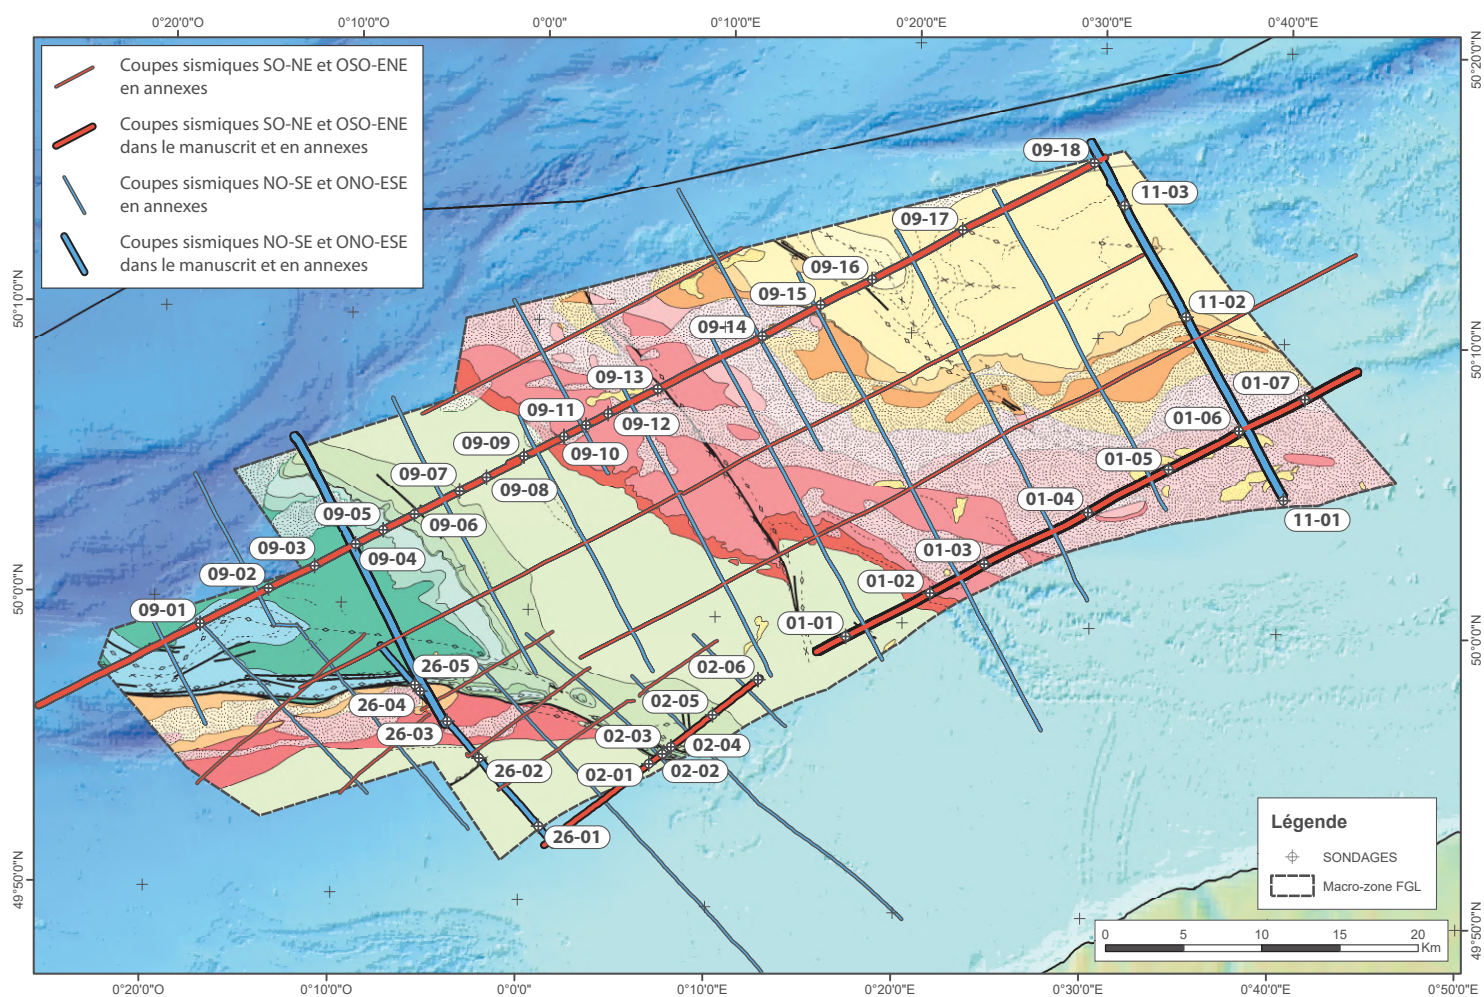 0°20'0"O
0°10'0"O
0°0'0"
0°10'0"E
0°20'0"E
0°30'0"E
0°40'0"E
Coupes sismiques SO-NE et OSO-ENE
en annexes
Coupes sismiques SO-NE et OSO-ENE
dans le manuscrit et en annexes
Coupes sismiques NO-SE et ONO-ESE
en annexes
Coupes sismiques NO-SE et ONO-ESE
dans le manuscrit et en annexes
50°20'0"N
50°10'0"N
50°10'0"N
50°0'0"N
50°0'0"N
49°50'0"N
49°50'0"N
09-18
11-03
09-17
09-16
09-15
11-02
09-14
09-13
01-07
09-11
09-12
01-06
09-09
09-10
01-05
09-07
09-08
01-04
09-05
09-06
11-01
09-03
09-04
01-03
09-02
01-02
09-01
01-01
26-05
02-06
26-04
02-05
26-03
02-03
02-04
26-02
02-01
02-02
26-01
Légende
SONDAGES
Macro-zone FGL
0
5
10
15
20
Km
0°20'0"O
0°10'0"O
0°0'0"E
0°10'0"E
0°20'0"E
0°30'0"E
0°40'0"E
0°50'0"E